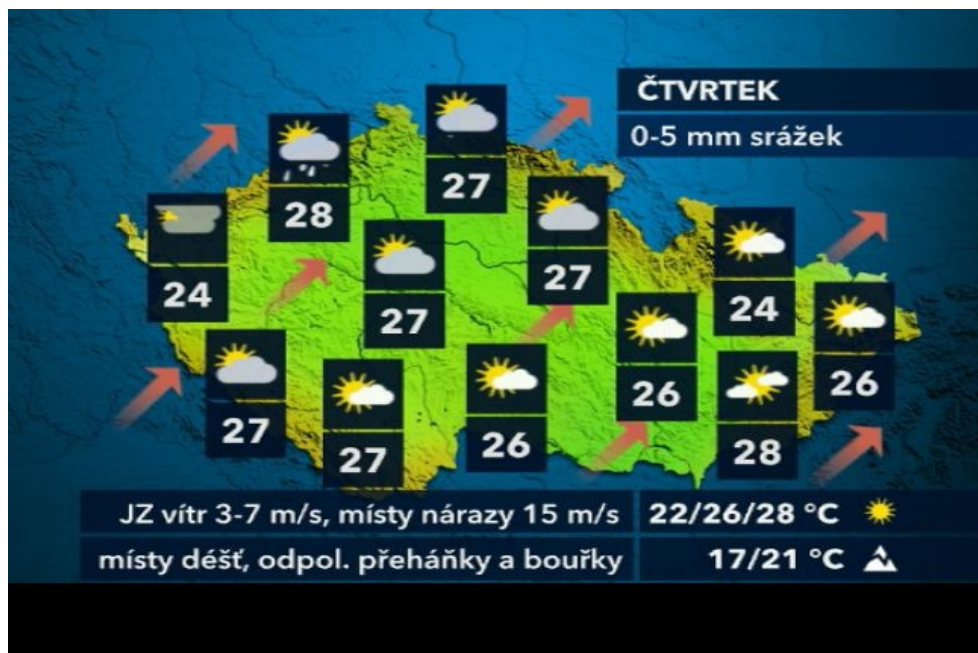 ČTVRTEK
0-5 mm srážek
27
28
27
24
27
24
26
26
27
27
26
28
JZ vítr 3-7 m/s, místy nárazy 15 m/s
22/26/28 °C
místy déšť, odpol. přeháňky a bouřky
17/21 °C